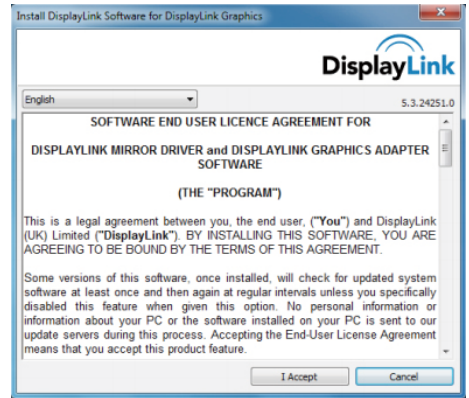 Install DisplayLink Software for DisplayLink Graphics
DisplayLink
English
5.3.24251.0
SOFTWARE END USER LICENCE AGREEMENT FOR
DISPLAYLINK MIRROR DRIVER and DISPLAYLINK GRAPHICS ADAPTER
SOFTWARE
(THE "PROGRAM")
This is a legal agreement between you, the end user, ("You") and DisplayLink
(UK) Limited ("DisplayLink"). BY INSTALLING THIS SOFTWARE, YOU ARE
AGREEING TO BE BOUND BY THE TERMS OF THIS AGREEMENT.
Some versions of this software, once installed, will check for updated system
software at least once and then again at regular intervals unless you specifically
disabled this feature when given this option. No personal information or
information about your PC or the software installed on your PC is sent to our
update servers during this process. Accepting the End-User License Agreement
means that you accept this product feature.
I Accept
Cancel